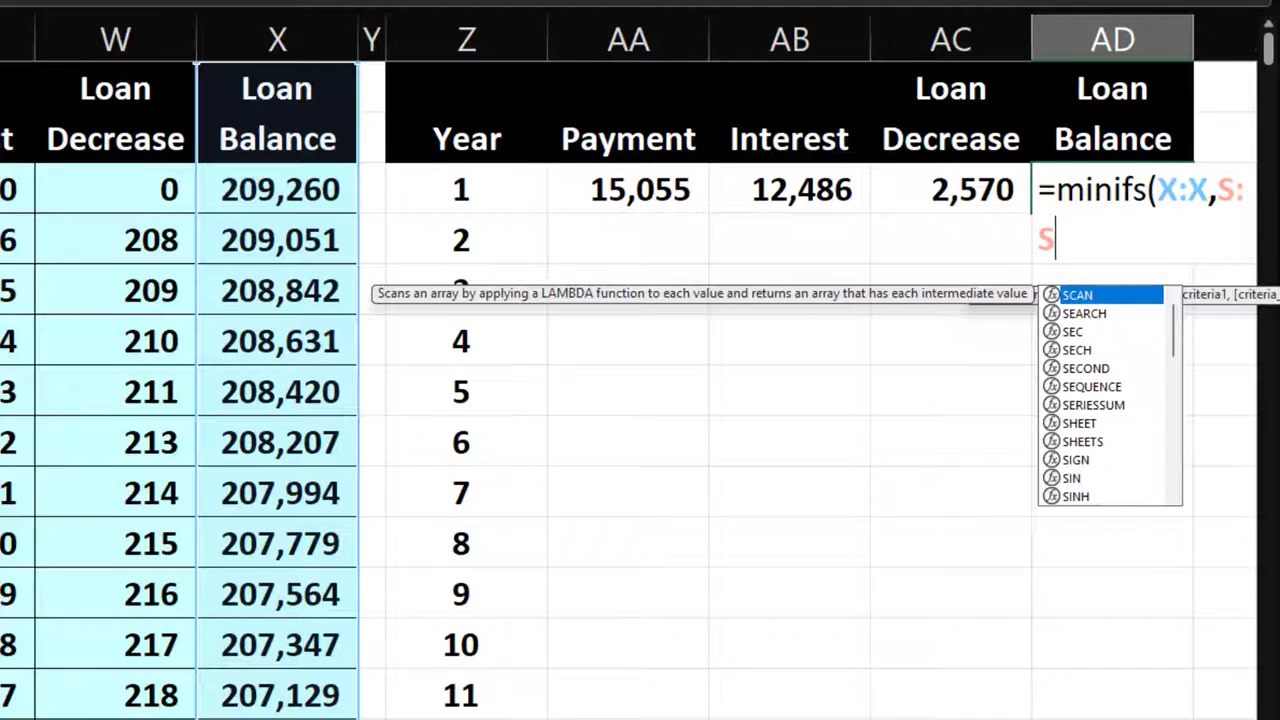 W X Y Z AA AB AC AD
Loan Loan Loan Loan
t Decrease Balance Year Payment Interest Decrease Balance
0 0 209,260 1 15,055 12,486 2,570 =minifs(X:X,S:
6 208 209,051 2 S
5 209 208,842
Scans an array by applying a LAMBDA function to each value and returns an array that has each intermediate value SCAN criteria1, [criteria_
SEARCH
4 210 208,631 4 SEC
SECH
SECOND
3 211 208,420 5 SEQUENCE
SERIESSUM
SHEET
2 213 208,207 6 SHEETS
SIGN
SIN
1 214 207,994 7 SINH
0 215 207,779 8
9 216 207,564 9
8 217 207,347 10
7 218 207,129 11